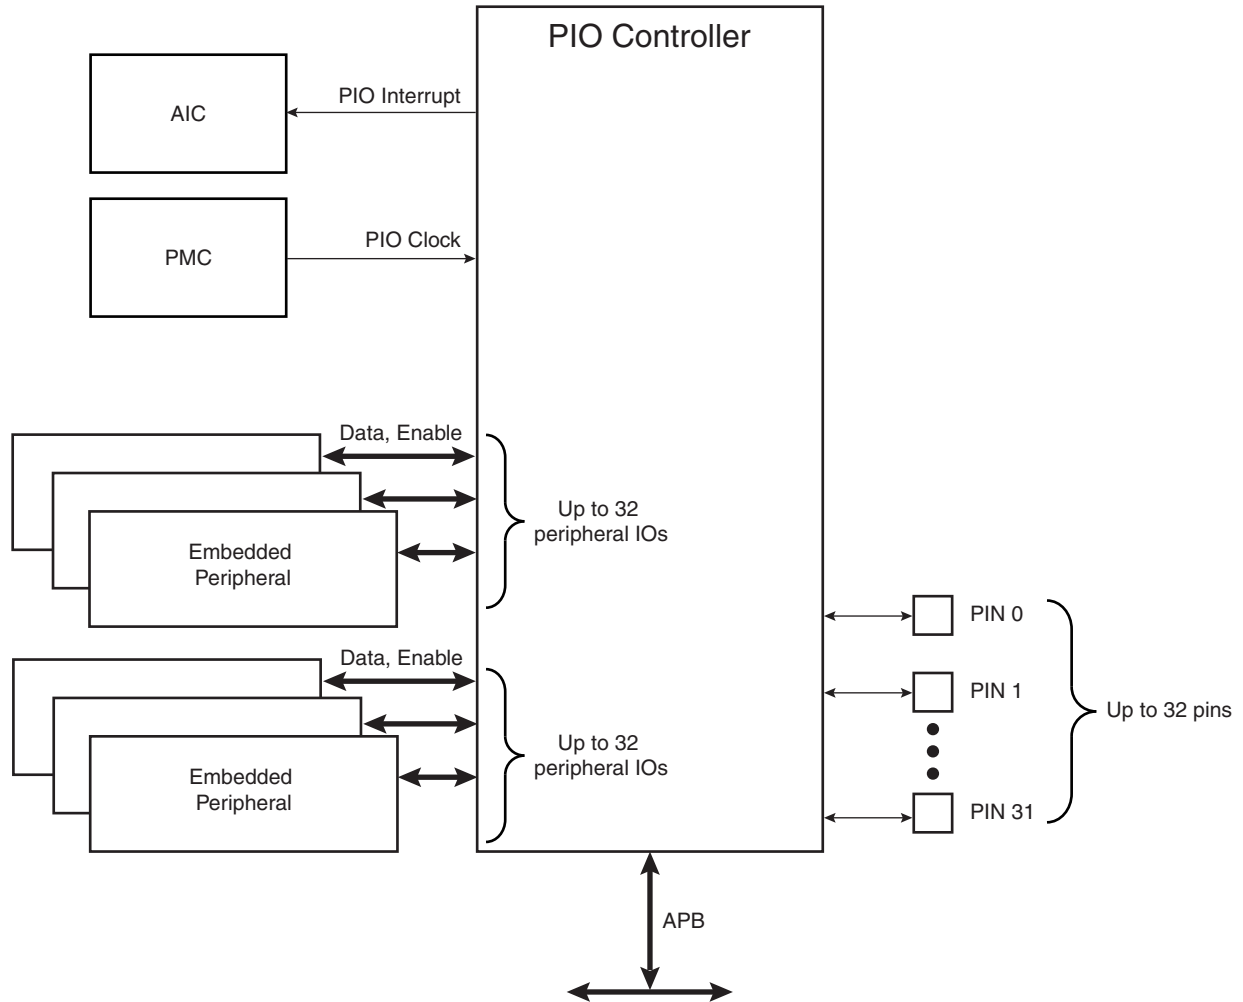 PIO Controller
PIO Interrupt
AIC
PIO Clock
PMC
Data, Enable
Up to 32
peripheral IOs
Embedded
Peripheral
PIN 0
Data, Enable
PIN 1
Up to 32 pins
Up to 32
peripheral IOs
Embedded
Peripheral
PIN 31
APB